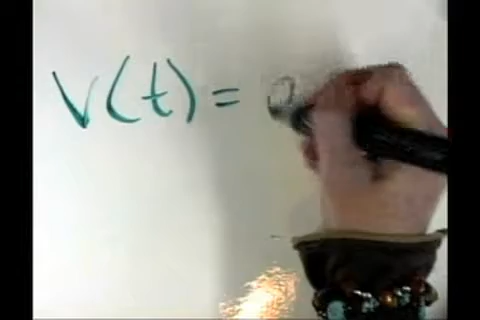 V(t) =